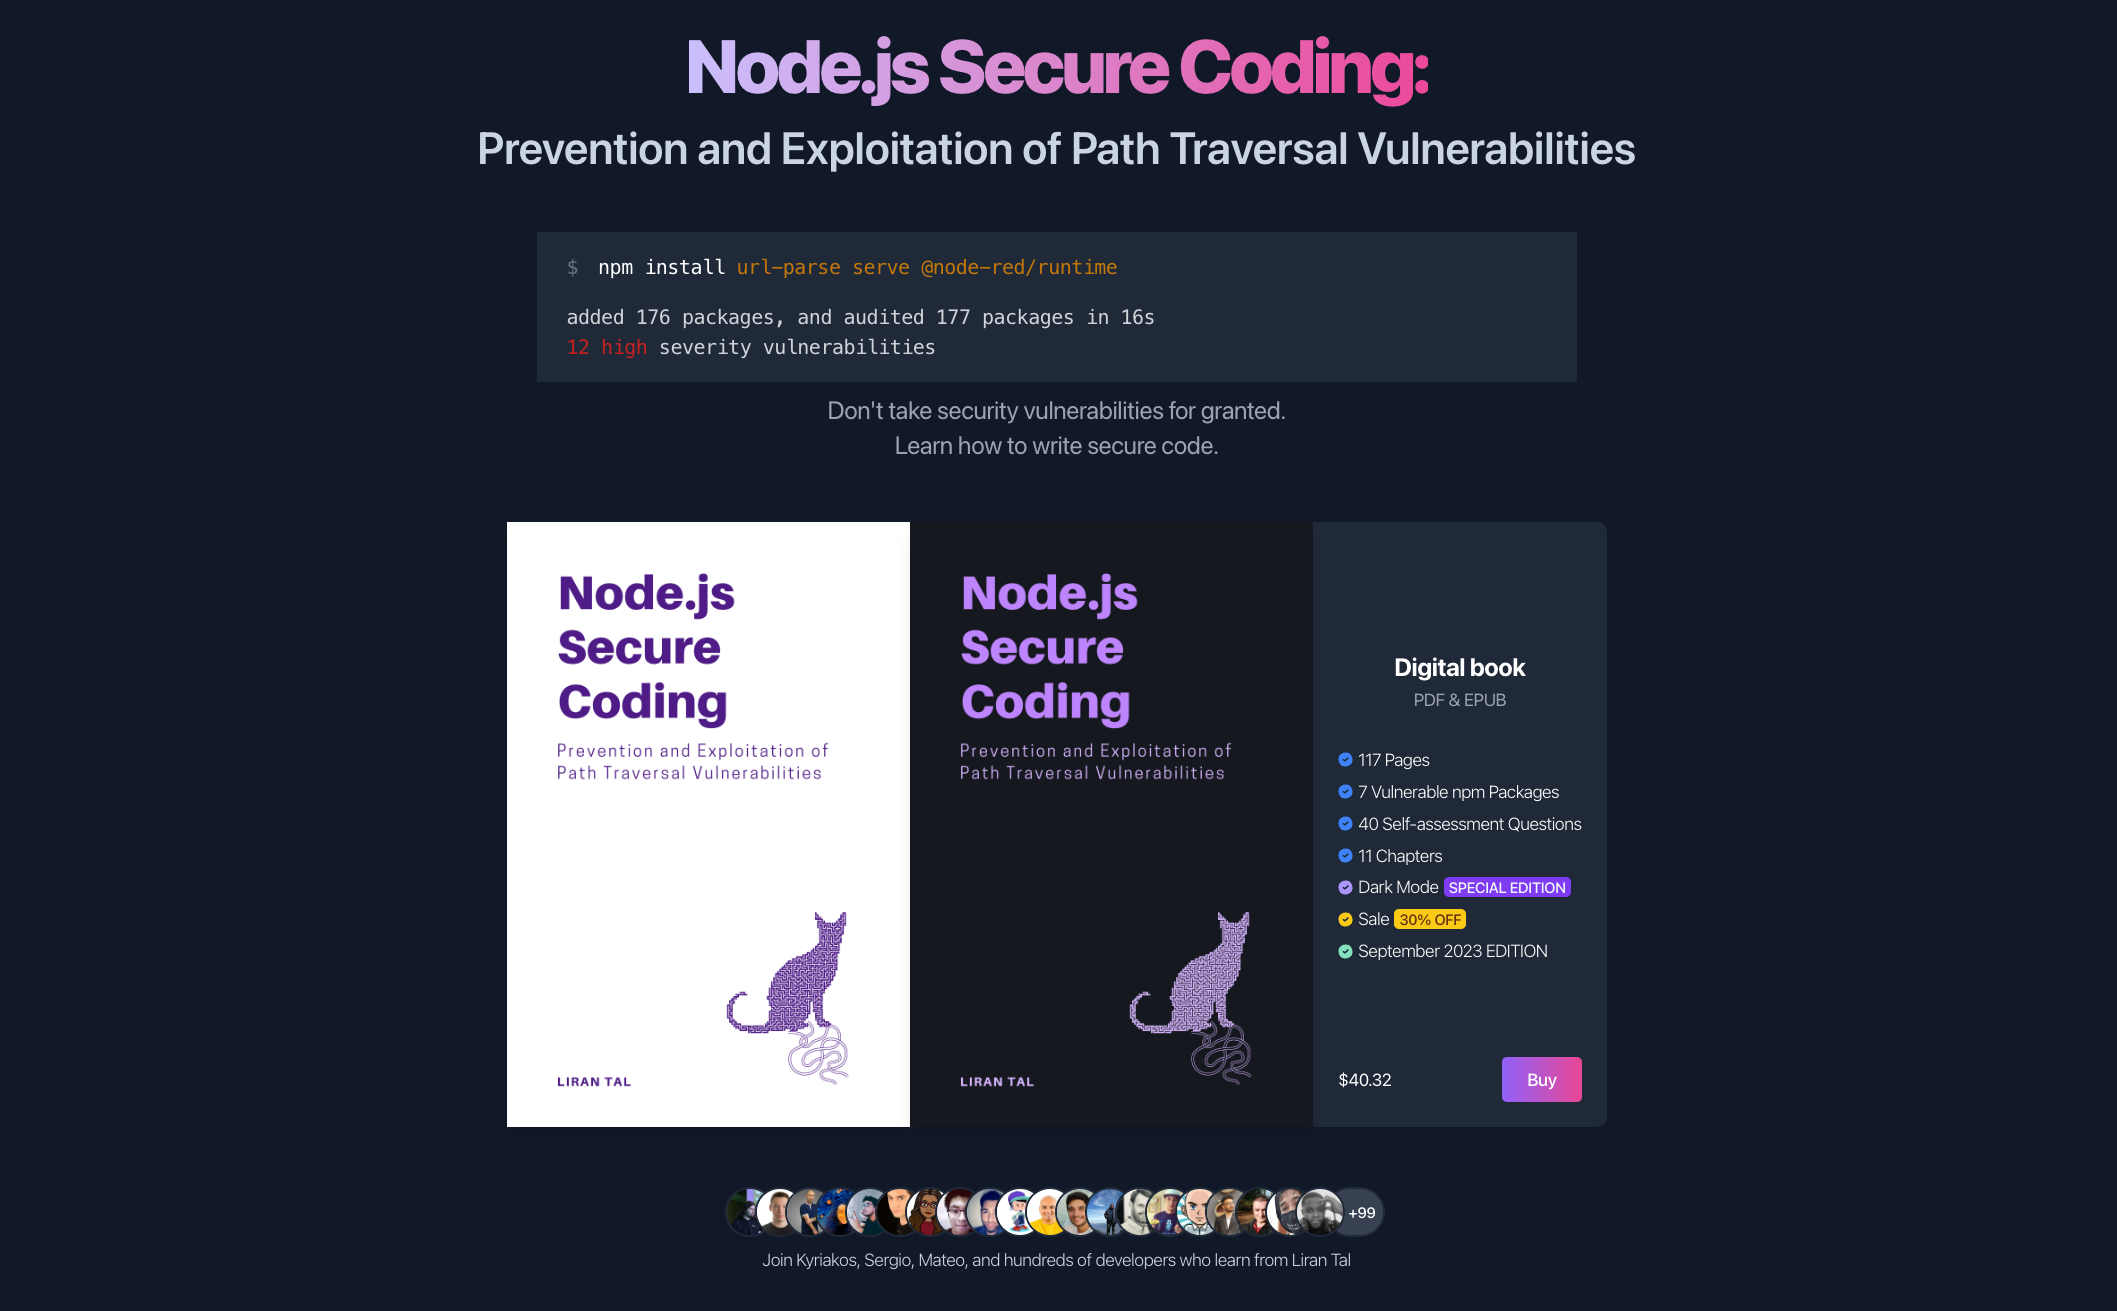 Node.js Secure Coding:
Prevention and Exploitation of Path Traversal Vulnerabilities
$ npm install url-parse serve @node-red/runtime
added 176 packages, and audited 177 packages in 16s
12 high severity vulnerabilities
Don't take security vulnerabilities for granted.
Learn how to write secure code.
Node.js
Secure
Coding
Prevention and Exploitation of
Path Traversal Vulnerabilities
LIRAN TAL
Node.js
Secure
Coding
Prevention and Exploitation of
Path Traversal Vulnerabilities
LIRAN TAL
Digital book
PDF & EPUB
117 Pages
7 Vulnerable npm Packages
40 Self-assessment Questions
11 Chapters
Dark Mode SPECIAL EDITION
Sale 30% OFF
September 2023 EDITION
$40.32
Buy
+99
Join Kyriakos, Sergio, Mateo, and hundreds of developers who learn from Liran Tal